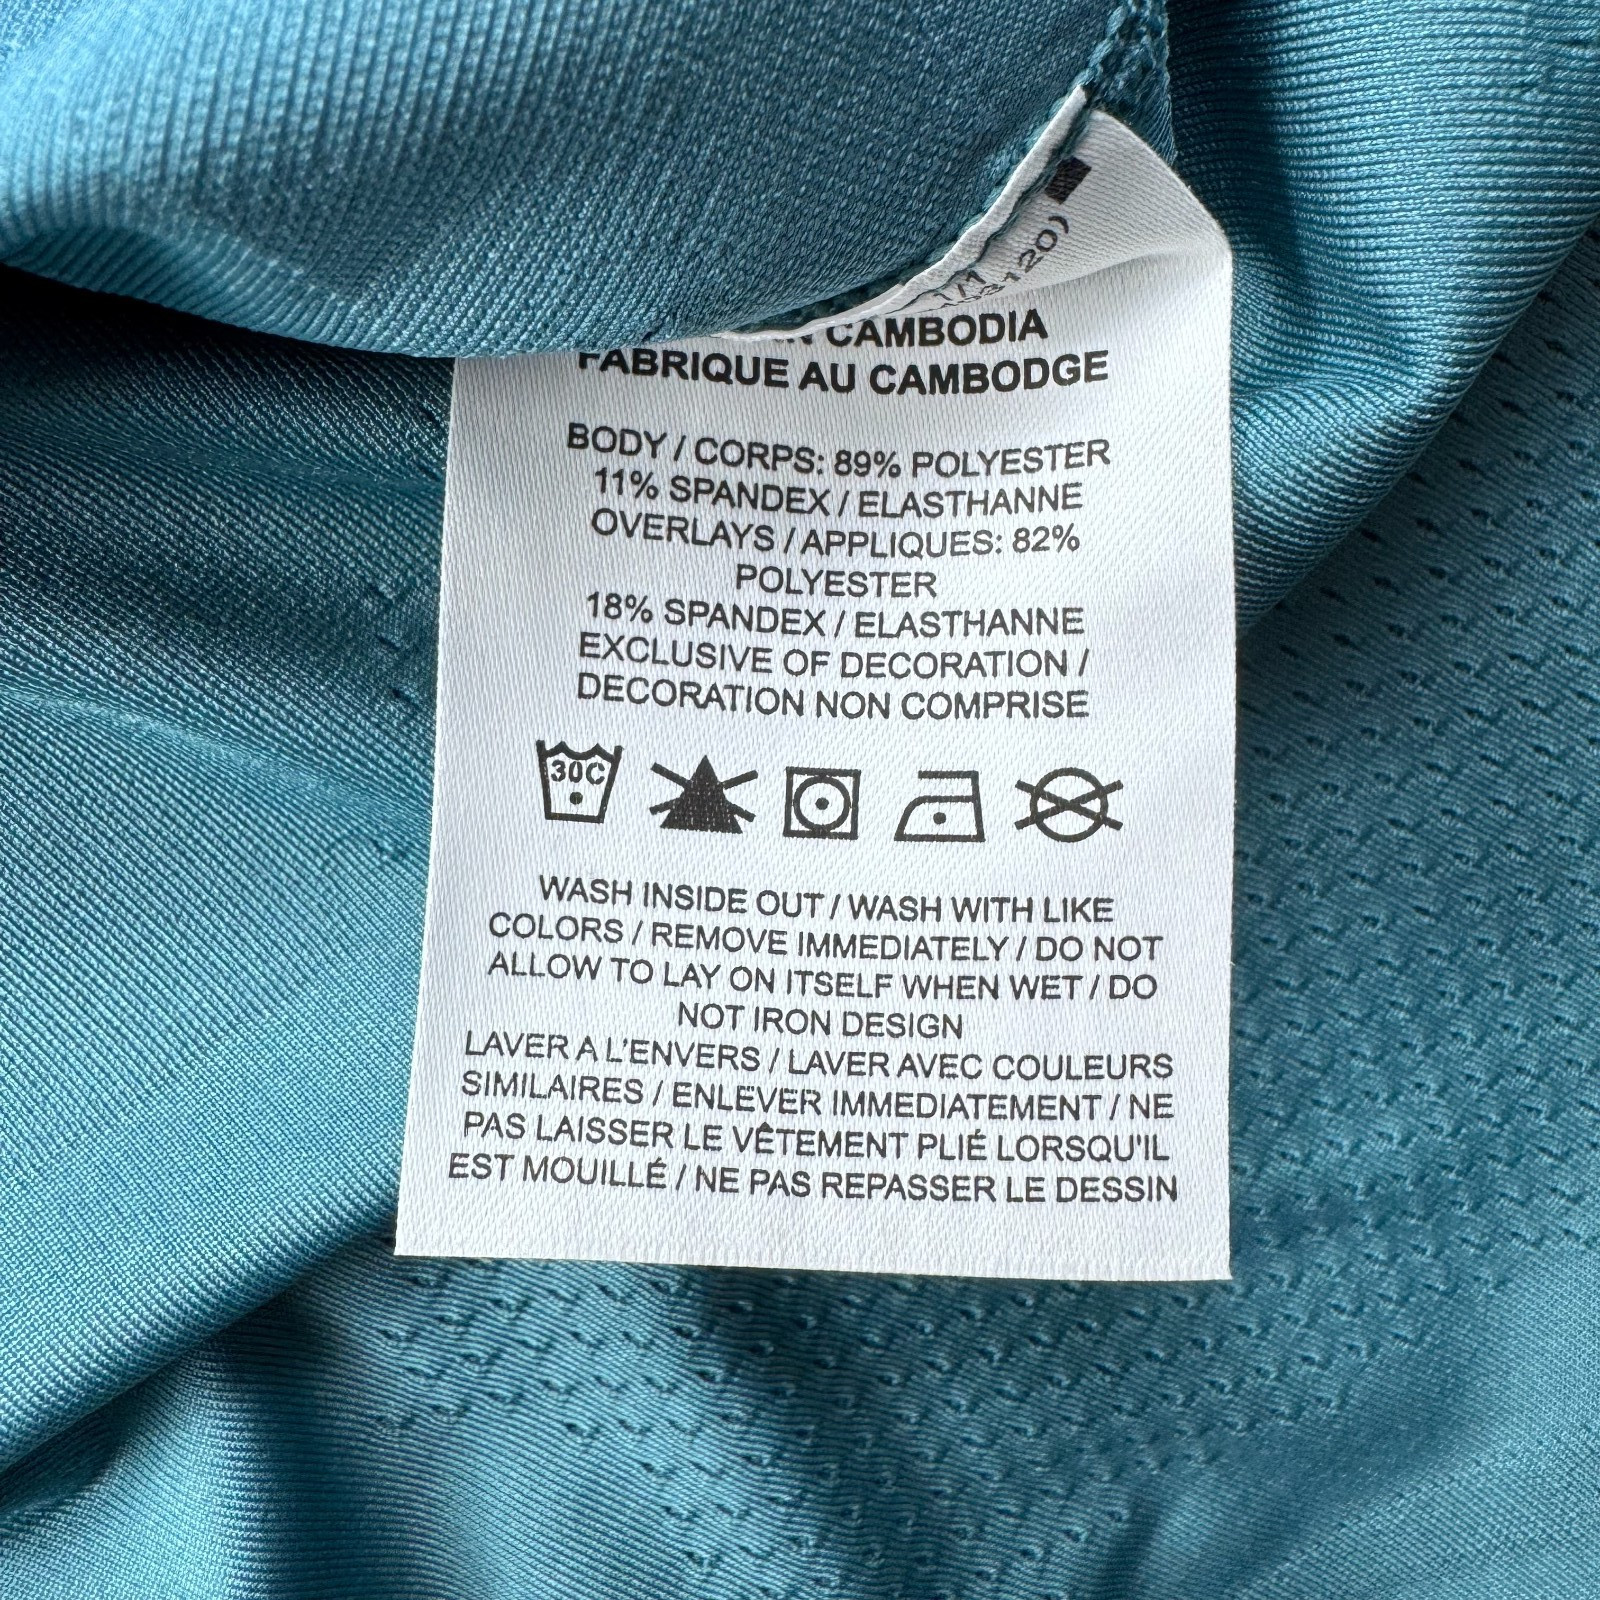 1/1
CAMBODIA
FABRIQUE AU CAMBODGE
BODY / CORPS: 89% POLYESTER
11% SPANDEX / ELASTHANNE
OVERLAYS / APPLIQUES: 82%
POLYESTER
18% SPANDEX / ELASTHANNE
EXCLUSIVE OF DECORATION /
DECORATION NON COMPRISE
30C
WASH INSIDE OUT / WASH WITH LIKE
COLORS / REMOVE IMMEDIATELY / DO NOT
ALLOW TO LAY ON ITSELF WHEN WET / DO
NOT IRON DESIGN
LAVER A L'ENVERS / LAVER AVEC COULEURS
SIMILAIRES / ENLEVER IMMEDIATEMENT / NE
PAS LAISSER LE VÊTEMENT PLIÉ LORSQU'IL
EST MOUILLÉ / NE PAS REPASSER LE DESSIN